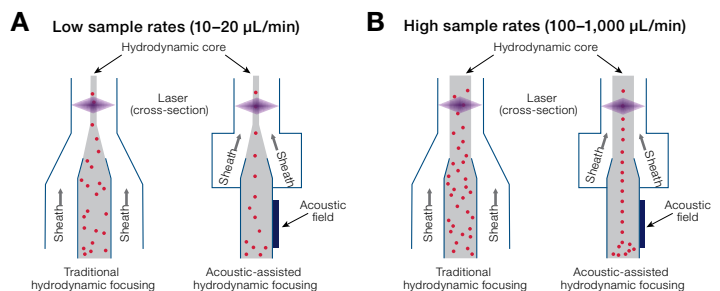 A Low sample rates (10–20 µL/min)
Hydrodynamic core
Laser
(cross-section)
Sheath
Sheath
Sheath
Sheath
Acoustic
field
Traditional
hydrodynamic focusing
Acoustic-assisted
hydrodynamic focusing
B High sample rates (100–1,000 µL/min)
Hydrodynamic core
Laser
(cross-section)
Sheath
Sheath
Sheath
Sheath
Acoustic
field
Traditional
hydrodynamic focusing
Acoustic-assisted
hydrodynamic focusing